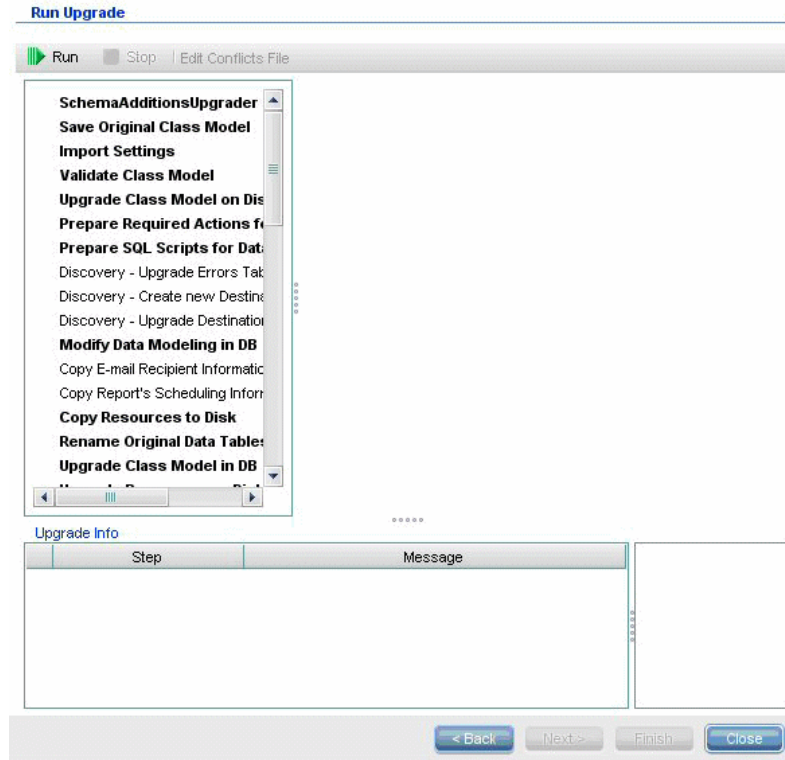 Run Upgrade
Run Stop Edit Conflicts File
SchemaAdditionsUpgrader
Save Original Class Model
Import Settings
Validate Class Model
Upgrade Class Model on Dis
Prepare Required Actions f
Prepare SQL Scripts for Dat
Discovery - Upgrade Errors Tab
Discovery - Create new Destina
Discovery - Upgrade Destination
Modify Data Modeling in DB
Copy E-mail Recipient Informatio
Copy Report's Scheduling Inform
Copy Resources to Disk
Rename Original Data Tables
Upgrade Class Model in DB
Upgrade Info
Step Message
< Back Next > Finish Close